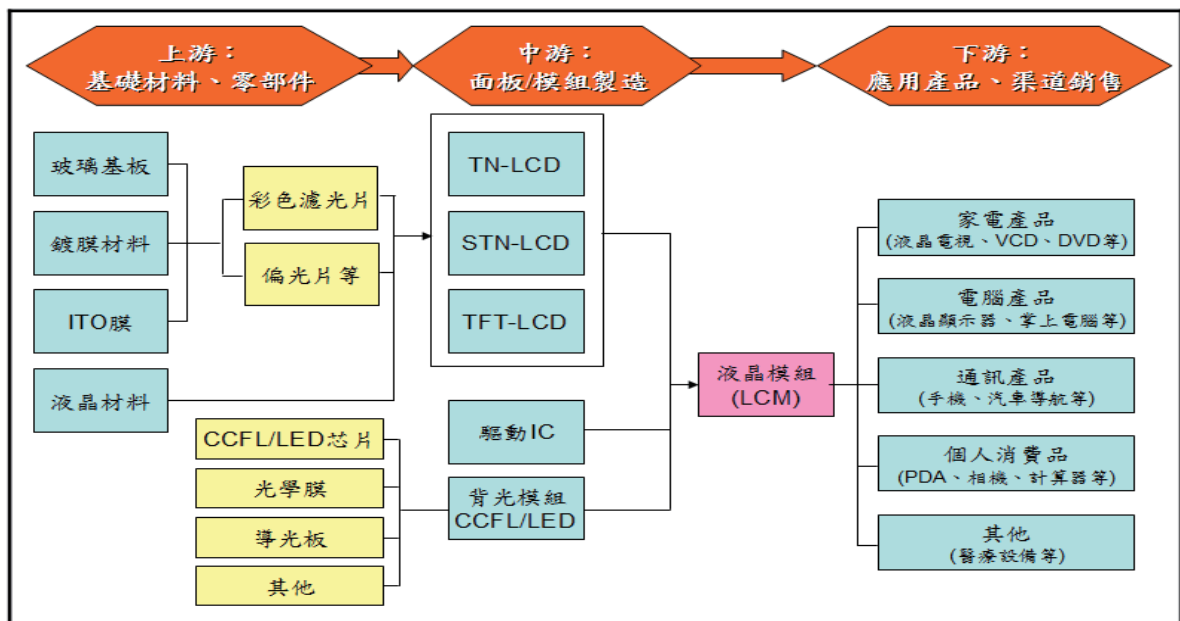 上游：
基礎材料、零部件
中游：
面板/模組製造
下游：
應用產品、渠道銷售
玻璃基板
鍍膜材料
ITO膜
液晶材料
彩色濾光片
偏光片等
CCFL/LED芯片
光學膜
導光板
其他
TN-LCD
STN-LCD
TFT-LCD
驅動IC
背光模組
CCFL/LED
液晶模組
(LCM)
家電產品
(液晶電視、VCD、DVD等)
電腦產品
(液晶顯示器、掌上電腦等)
通訊產品
(手機、汽車導航等)
個人消費品
(PDA、相機、計算器等)
其他
(醫療設備等)